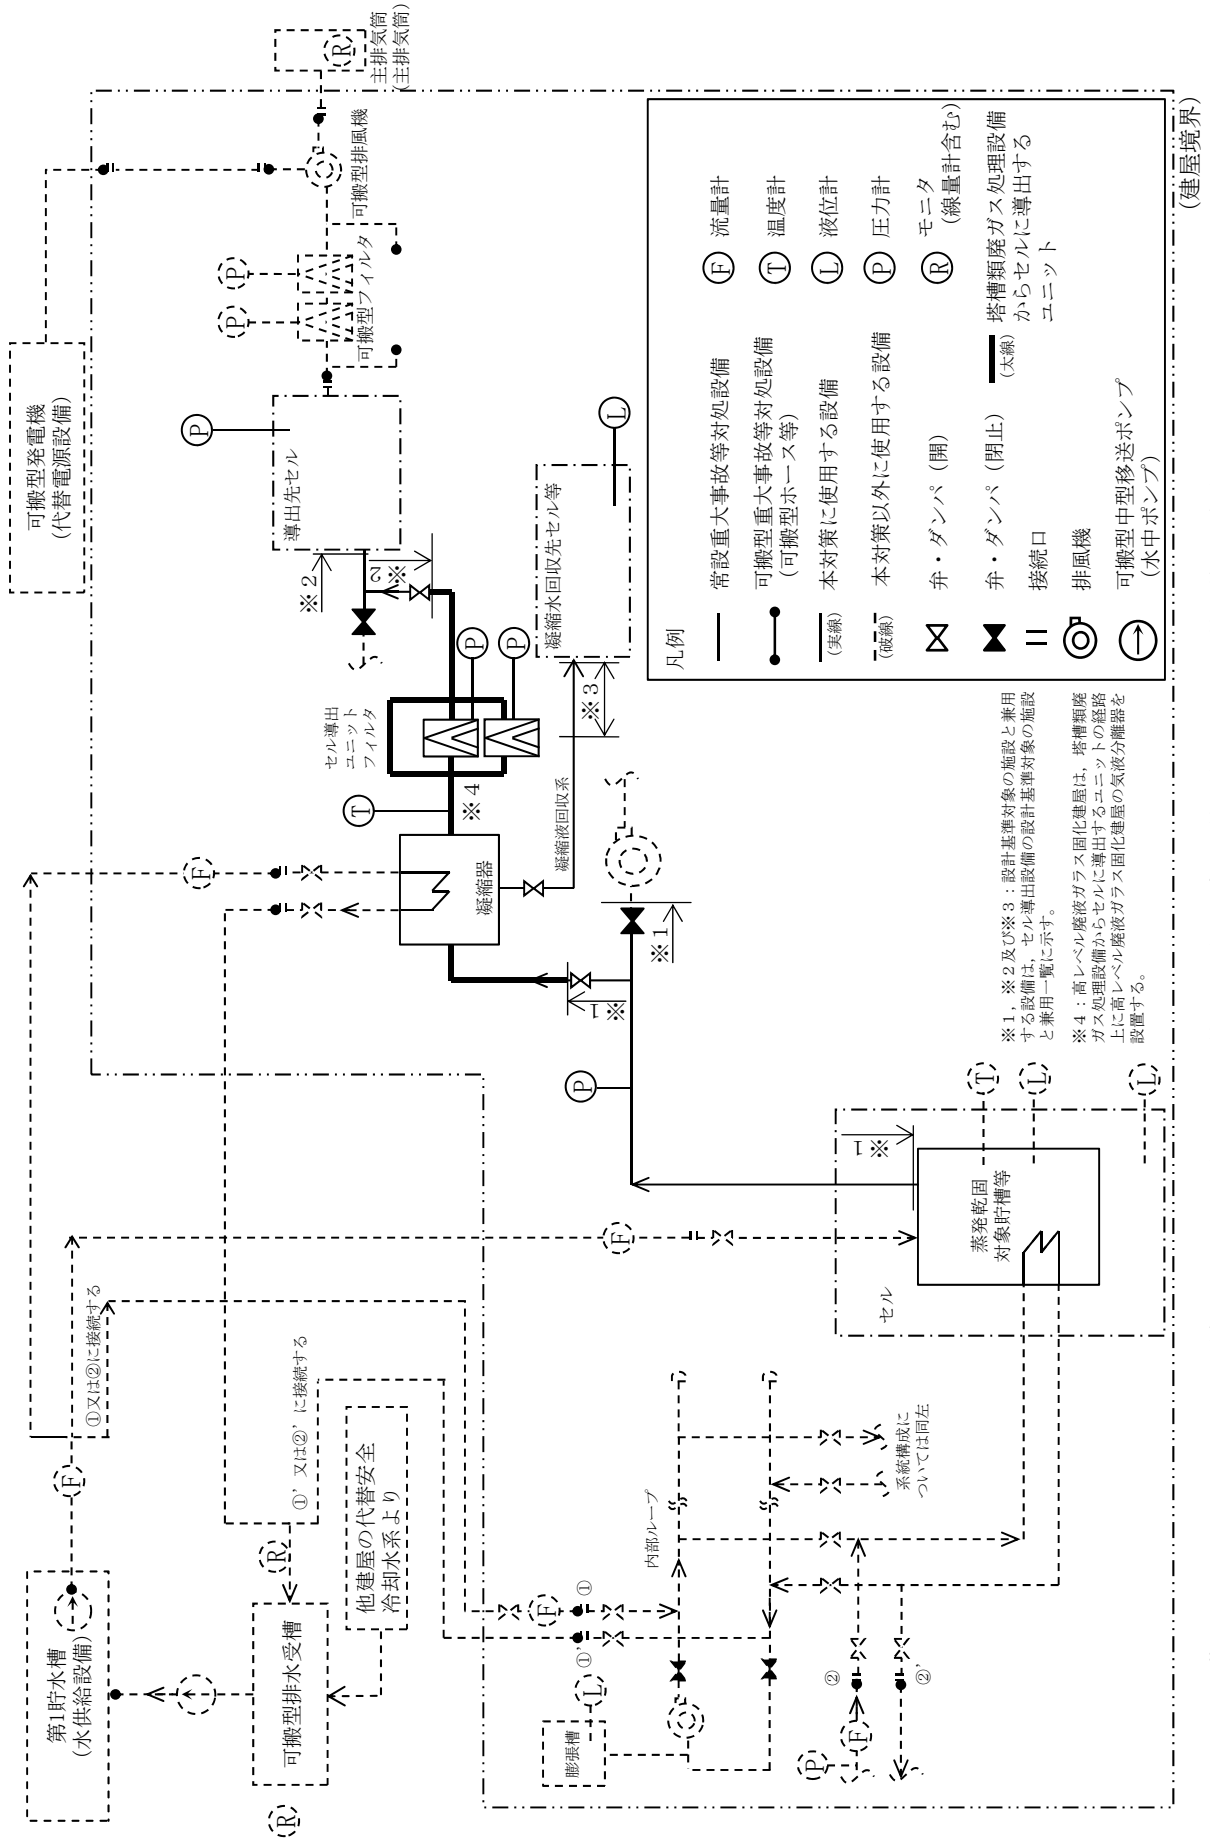 第1貯水槽
(水供給設備)
可搬型排水受槽
他建屋の代替安全
冷却水系より
①又は②に接続する
①’又は②’に接続する
F
R
R
可搬型発電機
(代替電源設備)
主排気筒
(主排気筒)
R
可搬型排風機
可搬型フィルタ
P
P
導出先セル
P
※2
※2
セル導出
ユニット
フィルタ
P
P
T
※4
F
凝縮器
凝縮液回収系
※3
凝縮水回収先セル等
L
※1
※1
P
F
セル
蒸発乾固
対象貯槽等
※1
T
L
L
内部ループ
系統構成に
ついては同左
膨張槽
L
F
①
①’
②
②’
P
F
※1,※2及び※3:設計基準対象の施設と兼用
する設備は,セル導出設備の設計基準対象の施設
と兼用一覧に示す。
※4:高レベル廃液ガラス固化建屋は,塔槽類廃
ガス処理設備からセルに導出するユニットの経路
上に高レベル廃液ガラス固化建屋の気液分離器を
設置する。
凡例
常設重大事故等対処設備
可搬型重大事故等対処設備
(可搬型ホース等)
(実線)
本対策に使用する設備
(破線)
本対策以外に使用する設備
弁・ダンパ(開)
弁・ダンパ(閉止)
接続口
排風機
可搬型中型移送ポンプ
(水中ポンプ)
F
流量計
T
温度計
L
液位計
P
圧力計
R
モニタ
(線量計含む)
(太線)
塔槽類廃ガス処理設備
からセルに導出する
ユニット
(建屋境界)